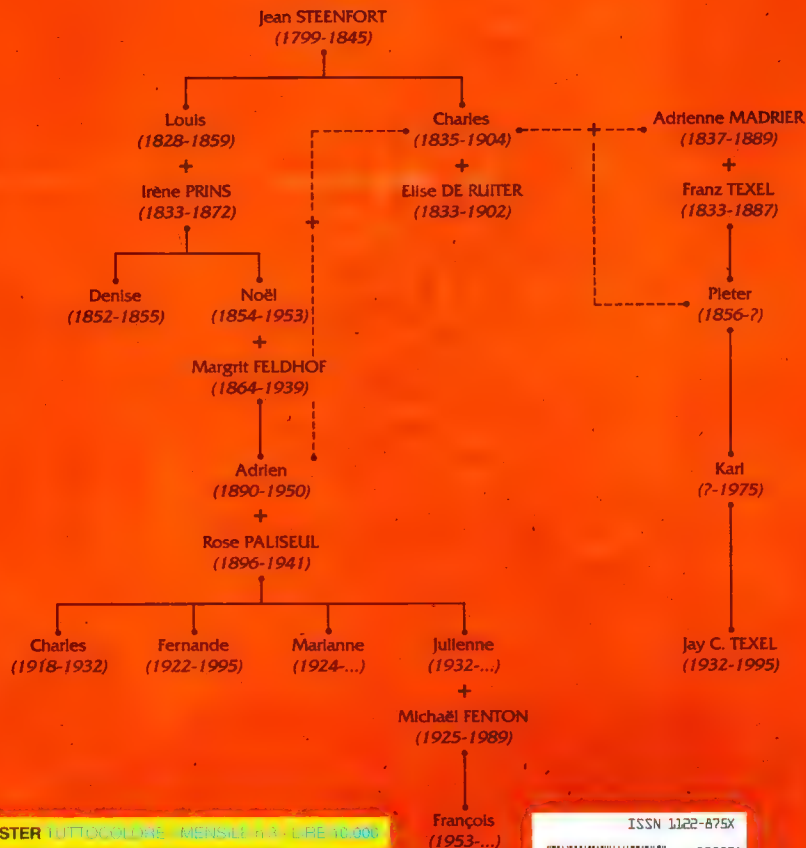 Jean STEENFORT
(1799-1845)
Louis
(1828-1859)
+
Irène PRINS
(1833-1872)
Charles
(1835-1904)
+
Elise DE RUITER
(1833-1902)
+
Adrienne MADRIER
(1837-1889)
+
Franz TEXEL
(1833-1887)
+
Denise
(1852-1855)
Noël
(1854-1953)
+
Margrit FELDHOF
(1864-1939)
Pieter
(1856-?)
Adrien
(1890-1950)
+
Rose PALISEUL
(1896-1941)
Karl
(?-1975)
Charles
(1918-1932)
Fernande
(1922-1995)
Marianne
(1924-...)
Julienne
(1932-...)
+
Michaël FENTON
(1925-1989)
Jay C. TEXEL
(1932-1995)
François
(1953-...)
STER TUTTOCOLORE - MENSILE n.3 - LIRE 10.000
ISSN 1122-875X